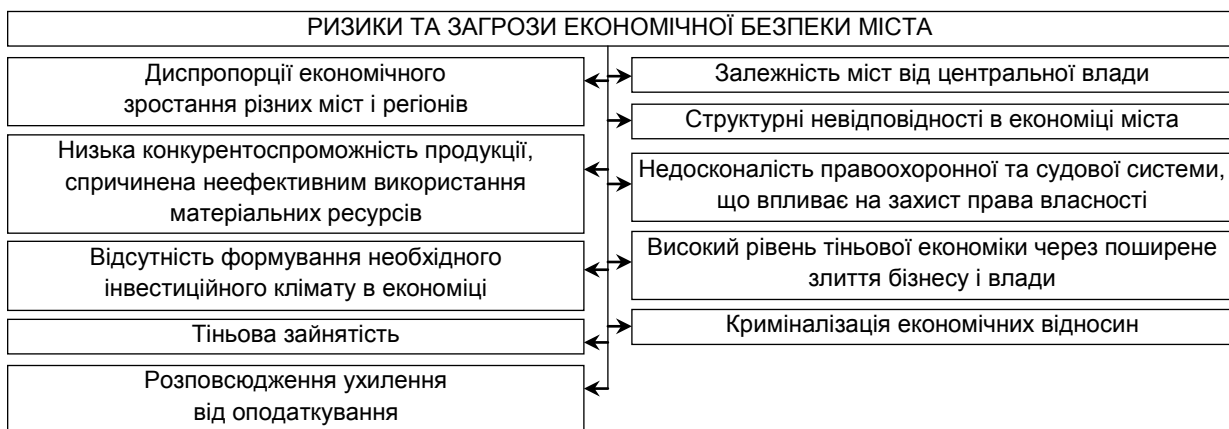 РИЗИКИ ТА ЗАГРОЗИ ЕКОНОМІЧНОЇ БЕЗПЕКИ МІСТА
Диспропорції економічного
зростання різних міст і регіонів
Низька конкурентоспроможність продукції,
спричинена неефективним використання
матеріальних ресурсів
Відсутність формування необхідного
інвестиційного клімату в економіці
Тіньова зайнятість
Розповсюдження ухилення
від оподаткування
Залежність міст від центральної влади
Структурні невідповідності в економіці міста
Недосконалість правоохоронної та судової системи,
що впливає на захист права власності
Високий рівень тіньової економіки через поширене
злиття бізнесу і влади
Криміналізація економічних відносин